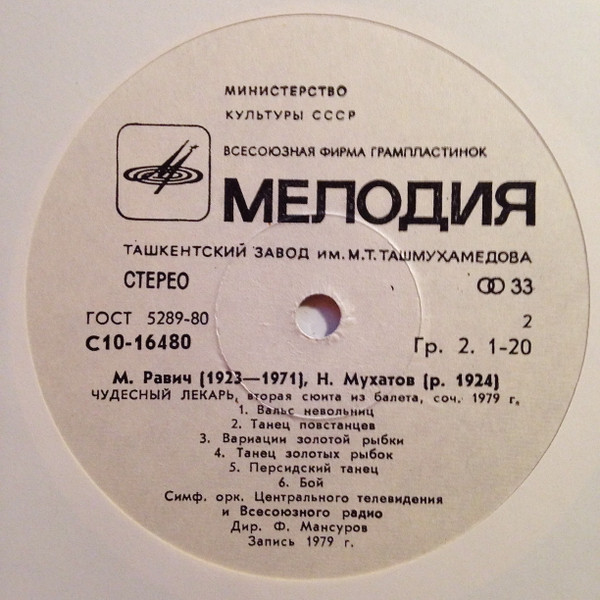 МИНИСТЕРСТВО
КУЛЬТУРЫ СССР
ВСЕСОЮЗНАЯ ФИРМА ГРАМПЛАСТИНОК
МЕЛОДИЯ
ТАШКЕНТСКИЙ ЗАВОД ИМ. М.Т. ТАШМУХАМЕДОВА
СТЕРЕО
33
ГОСТ 5289-80
2
С10-16480
Гр. 2. 1-20
М. Равич (1923—1971), Н. Мухатов (р. 1924)
ЧУДЕСНЫЙ ЛЕКАРЬ, вторая сюита из балета, соч. 1979 г.
1. Вальс невольниц
2. Танец повстанцев
3. Вариации золотой рыбки
4. Танец золотых рыбок
5. Персидский танец
6. Бой
Симф. орк. Центрального телевидения
и Всесоюзного радио
Дир. Ф. Мансуров
Запись 1979 г.